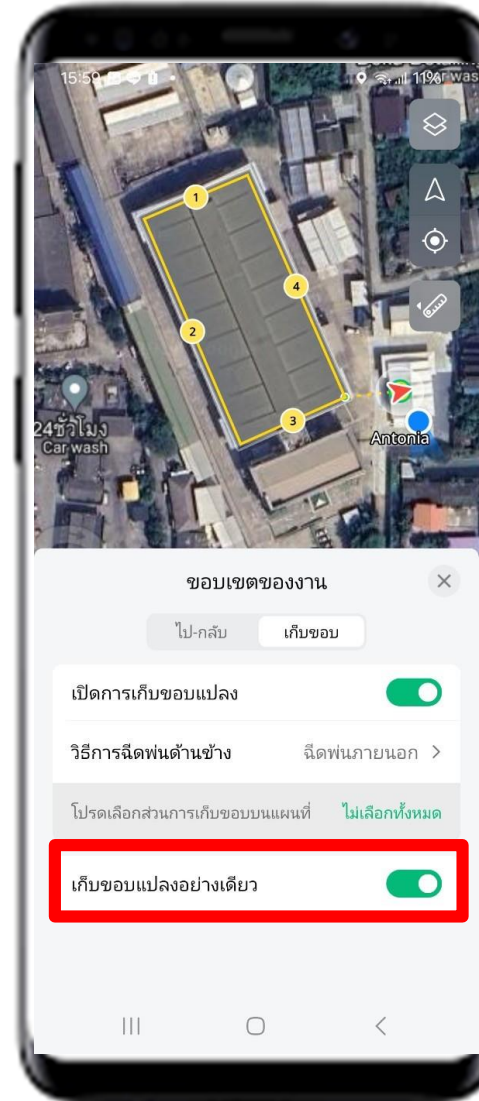 15:59
11%
1
4
2
3
24ชั่วโมง
Car wash
Antonia
ขอบเขตของงาน
ไป-กลับ เก็บขอบ
เปิดการเก็บขอบแปลง
วิธีการฉีดพ่นด้านข้าง ฉีดพ่นภายนอก >
โปรดเลือกส่วนการเก็บขอบบนแผนที่ ไม่เลือกทั้งหมด
เก็บขอบแปลงอย่างเดียว